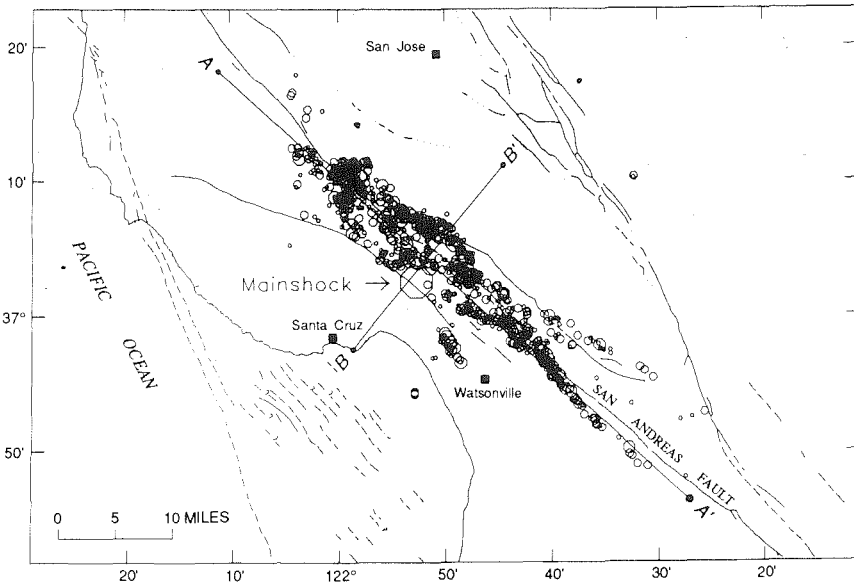 20'
San Jose
A
B'
10'
PACIFIC
OCEAN
Mainshock
37°
Santa Cruz
B
Watsonville
SAN
ANDREAS
FAULT
50'
A'
0 5 10 MILES
20' 10' 122° 50' 40' 30' 20'